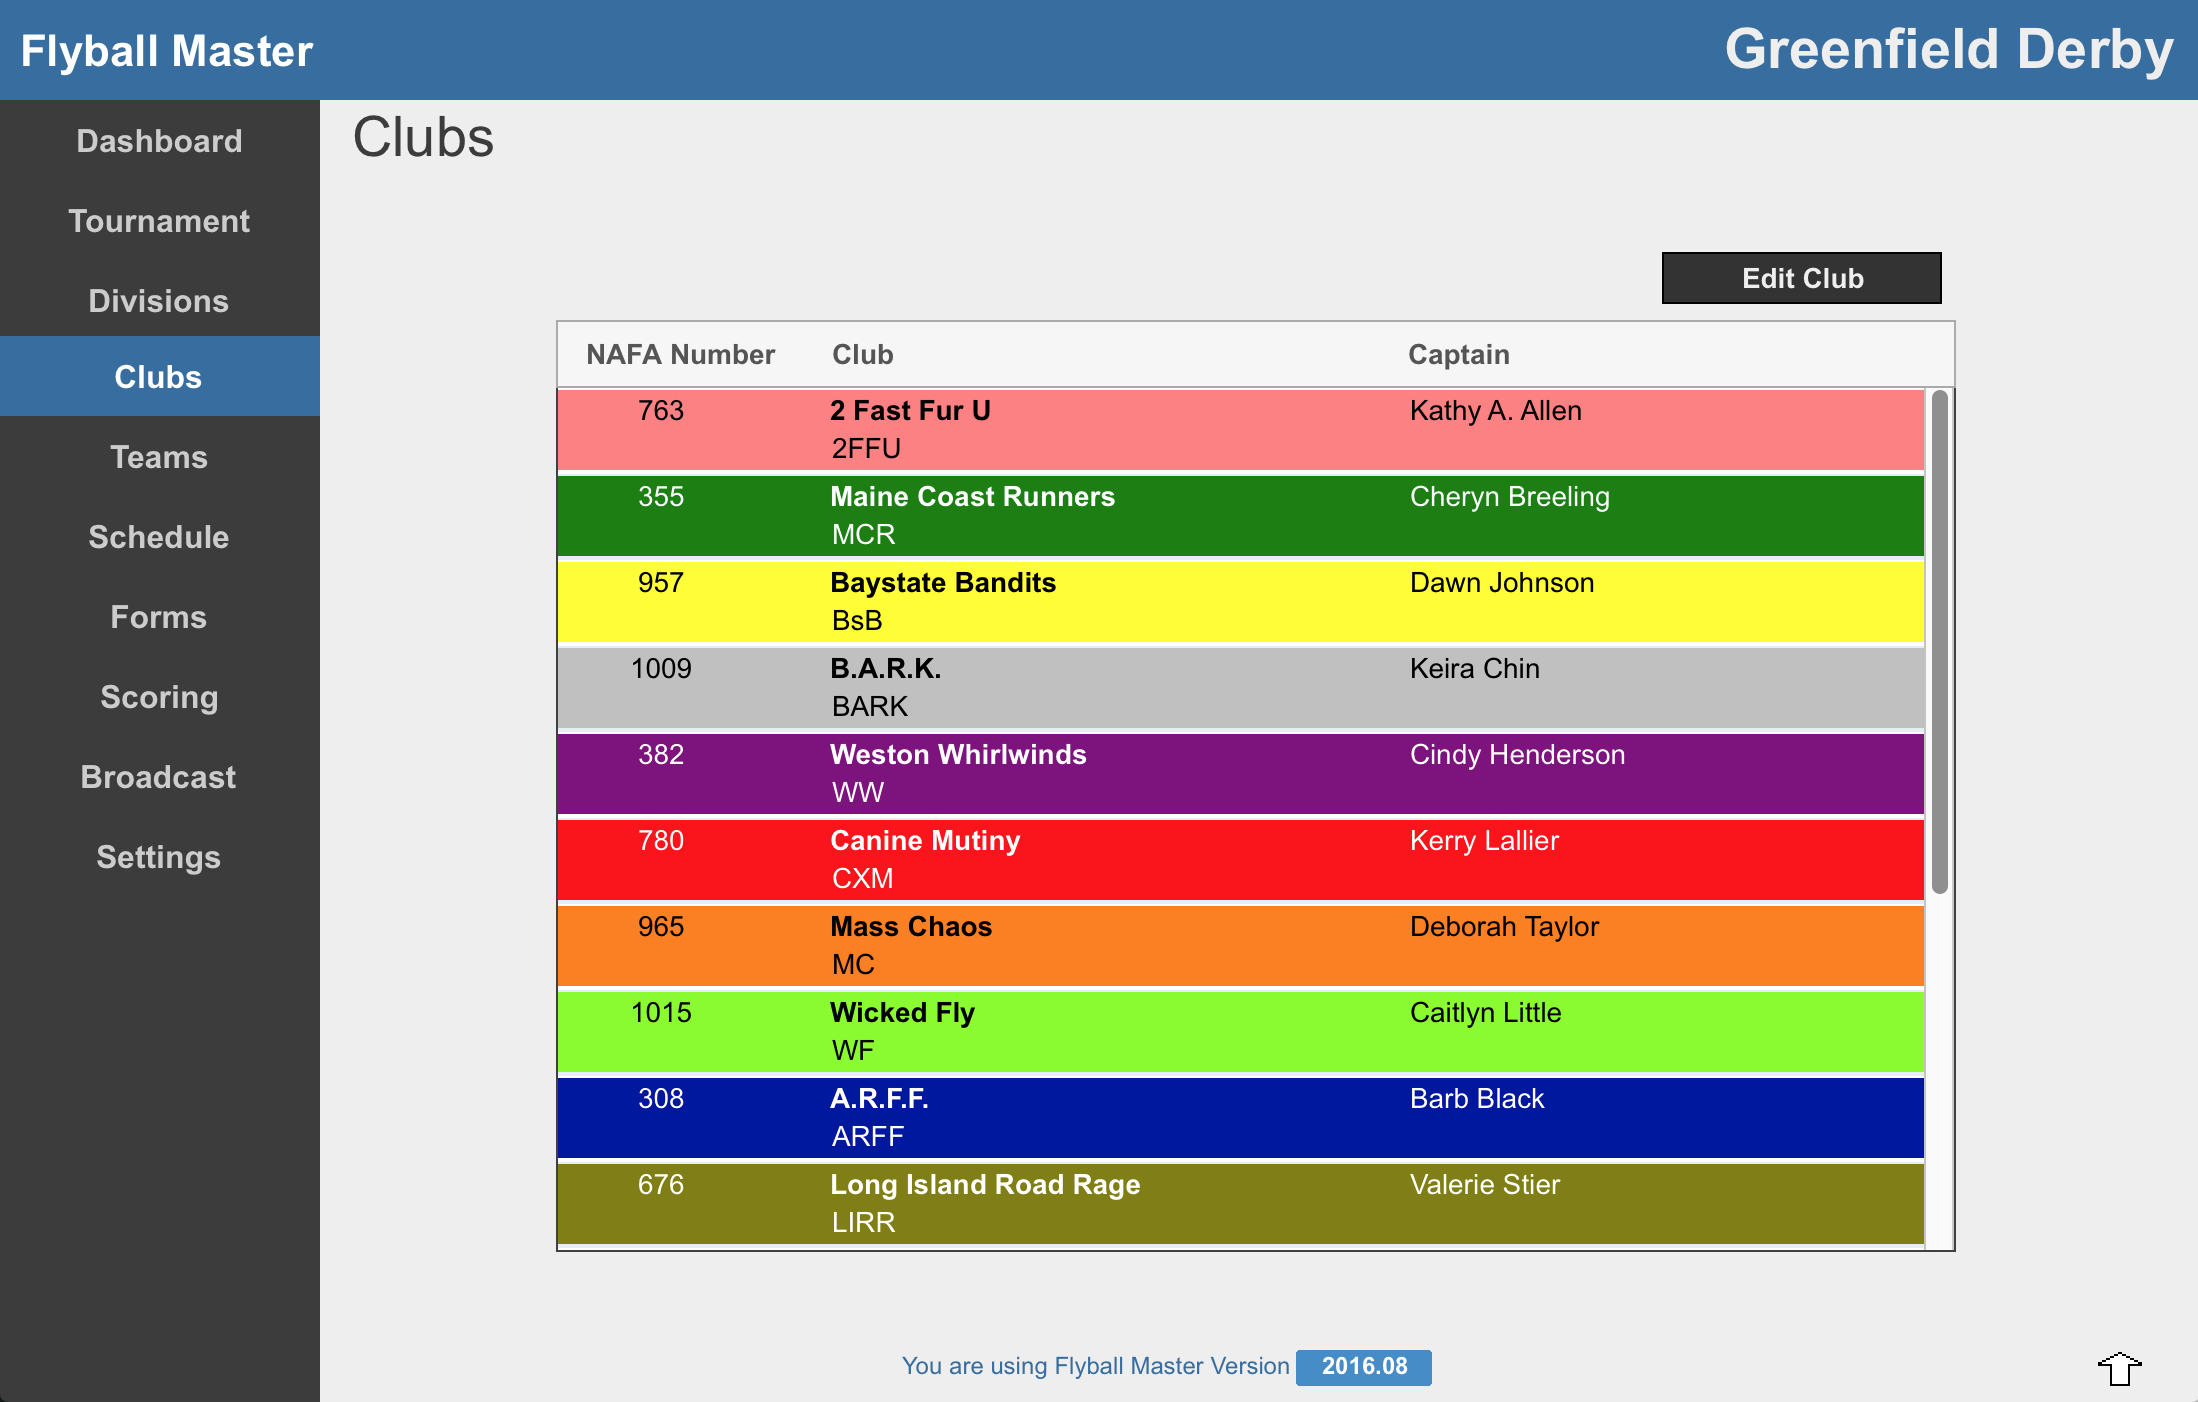 Flyball Master
Greenfield Derby
Dashboard
Tournament
Divisions
Clubs
Teams
Schedule
Forms
Scoring
Broadcast
Settings
Clubs
Edit Club
NAFA Number Club Captain
763 2 Fast Fur U Kathy A. Allen
2FFU
355 Maine Coast Runners Cheryn Breeling
MCR
957 Baystate Bandits Dawn Johnson
BsB
1009 B.A.R.K. Keira Chin
BARK
382 Weston Whirlwinds Cindy Henderson
WW
780 Canine Mutiny Kerry Lallier
CXM
965 Mass Chaos Deborah Taylor
MC
1015 Wicked Fly Caitlyn Little
WF
308 A.R.F.F. Barb Black
ARFF
676 Long Island Road Rage Valerie Stier
LIRR
You are using Flyball Master Version 2016.08